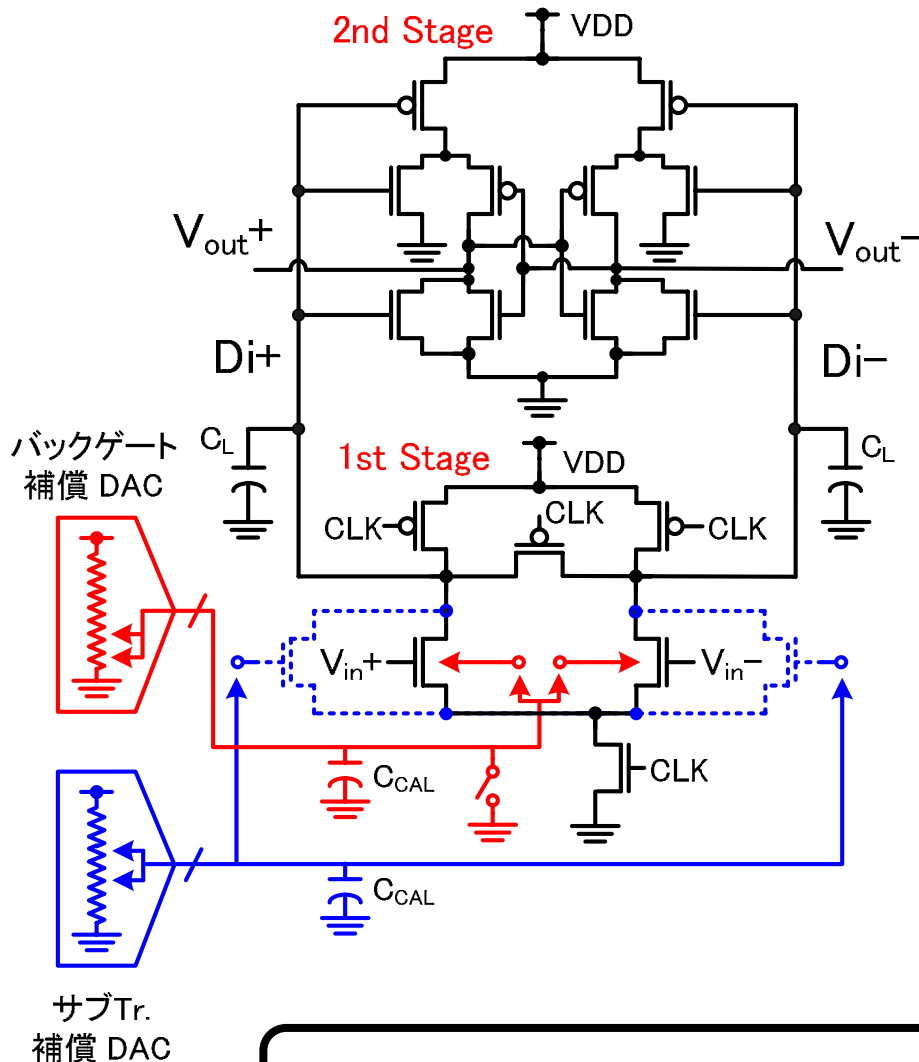 2nd Stage
VDD
Vout+
Vout−
Di+
Di−
バックゲート
補償 DAC
CL
CL
1st Stage
VDD
CLK
CLK
CLK
Vin+
Vin−
CLK
CCAL
CCAL
サブTr.
補償 DAC